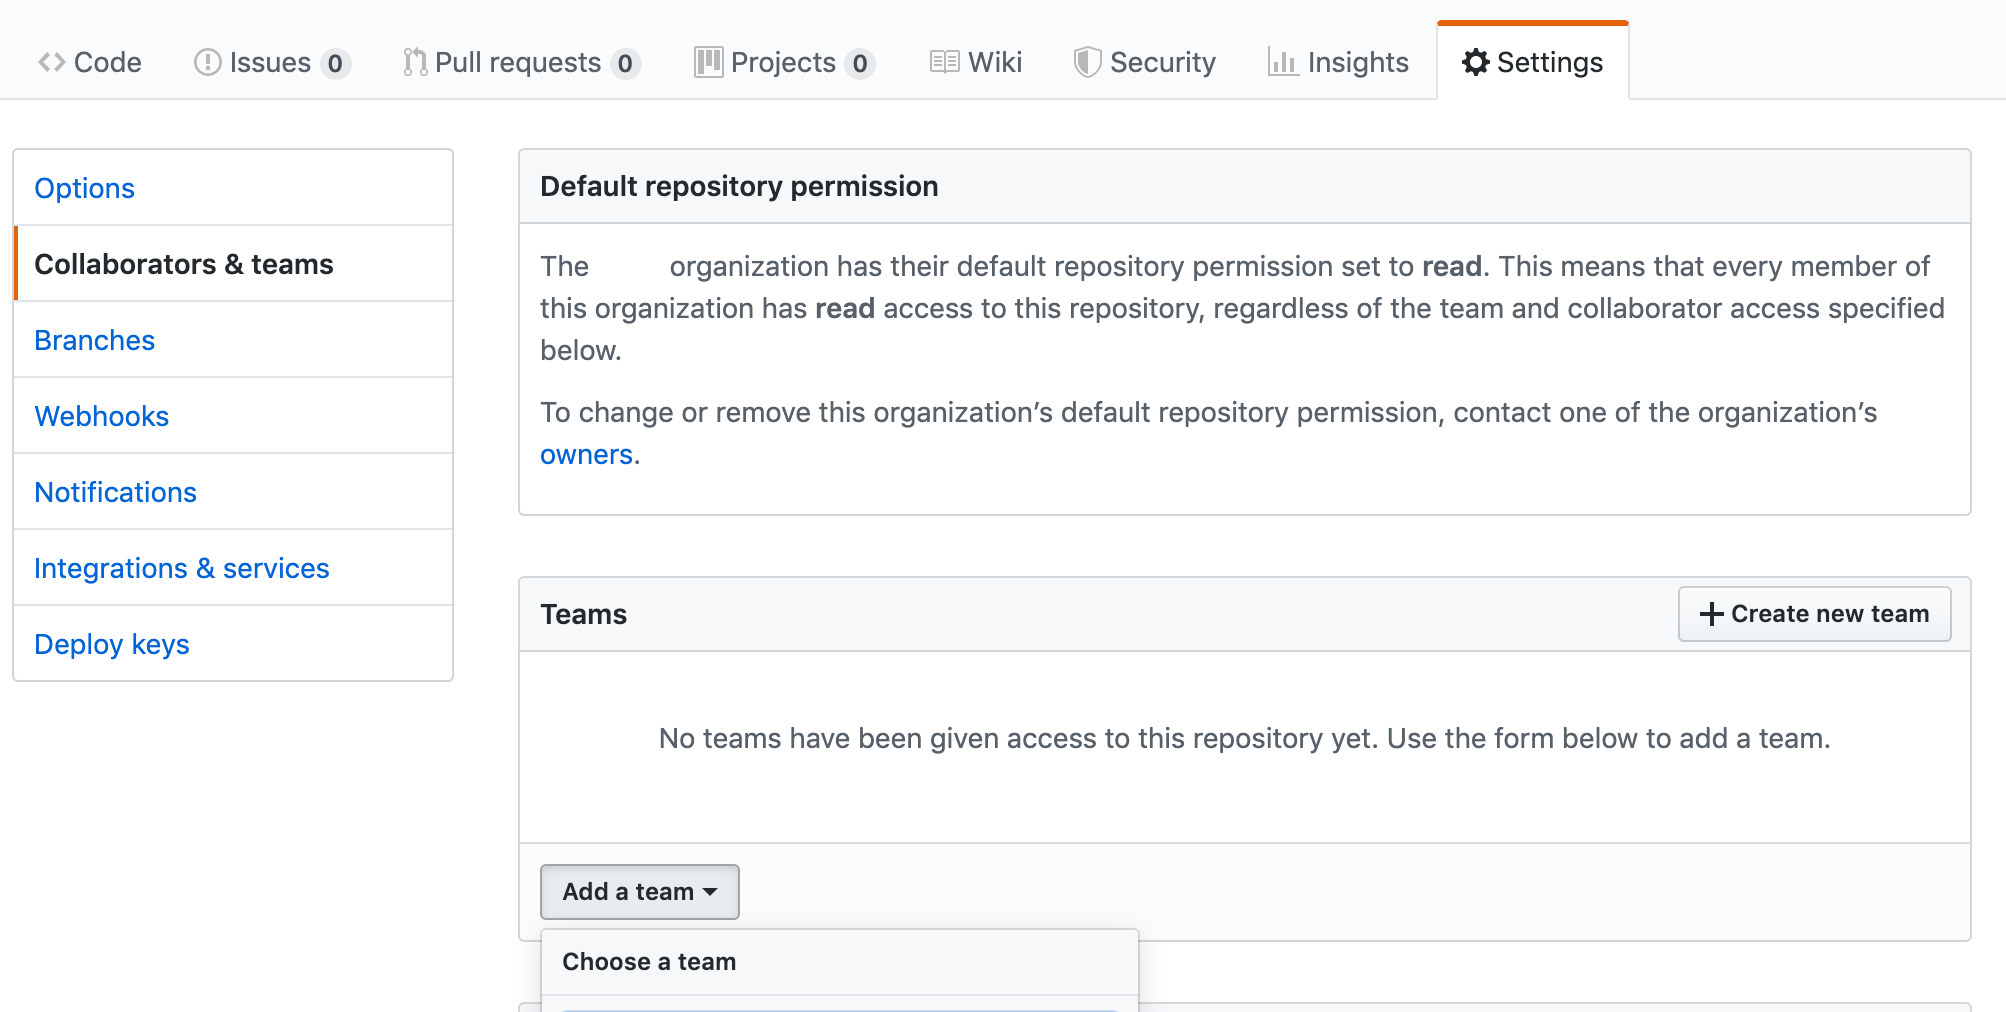 Code Issues 0 Pull requests 0 Projects 0 Wiki Security Insights Settings
Options
Collaborators & teams
Branches
Webhooks
Notifications
Integrations & services
Deploy keys
Default repository permission
The organization has their default repository permission set to read. This means that every member of
this organization has read access to this repository, regardless of the team and collaborator access specified
below.
To change or remove this organization’s default repository permission, contact one of the organization’s
owners.
Teams
Create new team
No teams have been given access to this repository yet. Use the form below to add a team.
Add a team
Choose a team